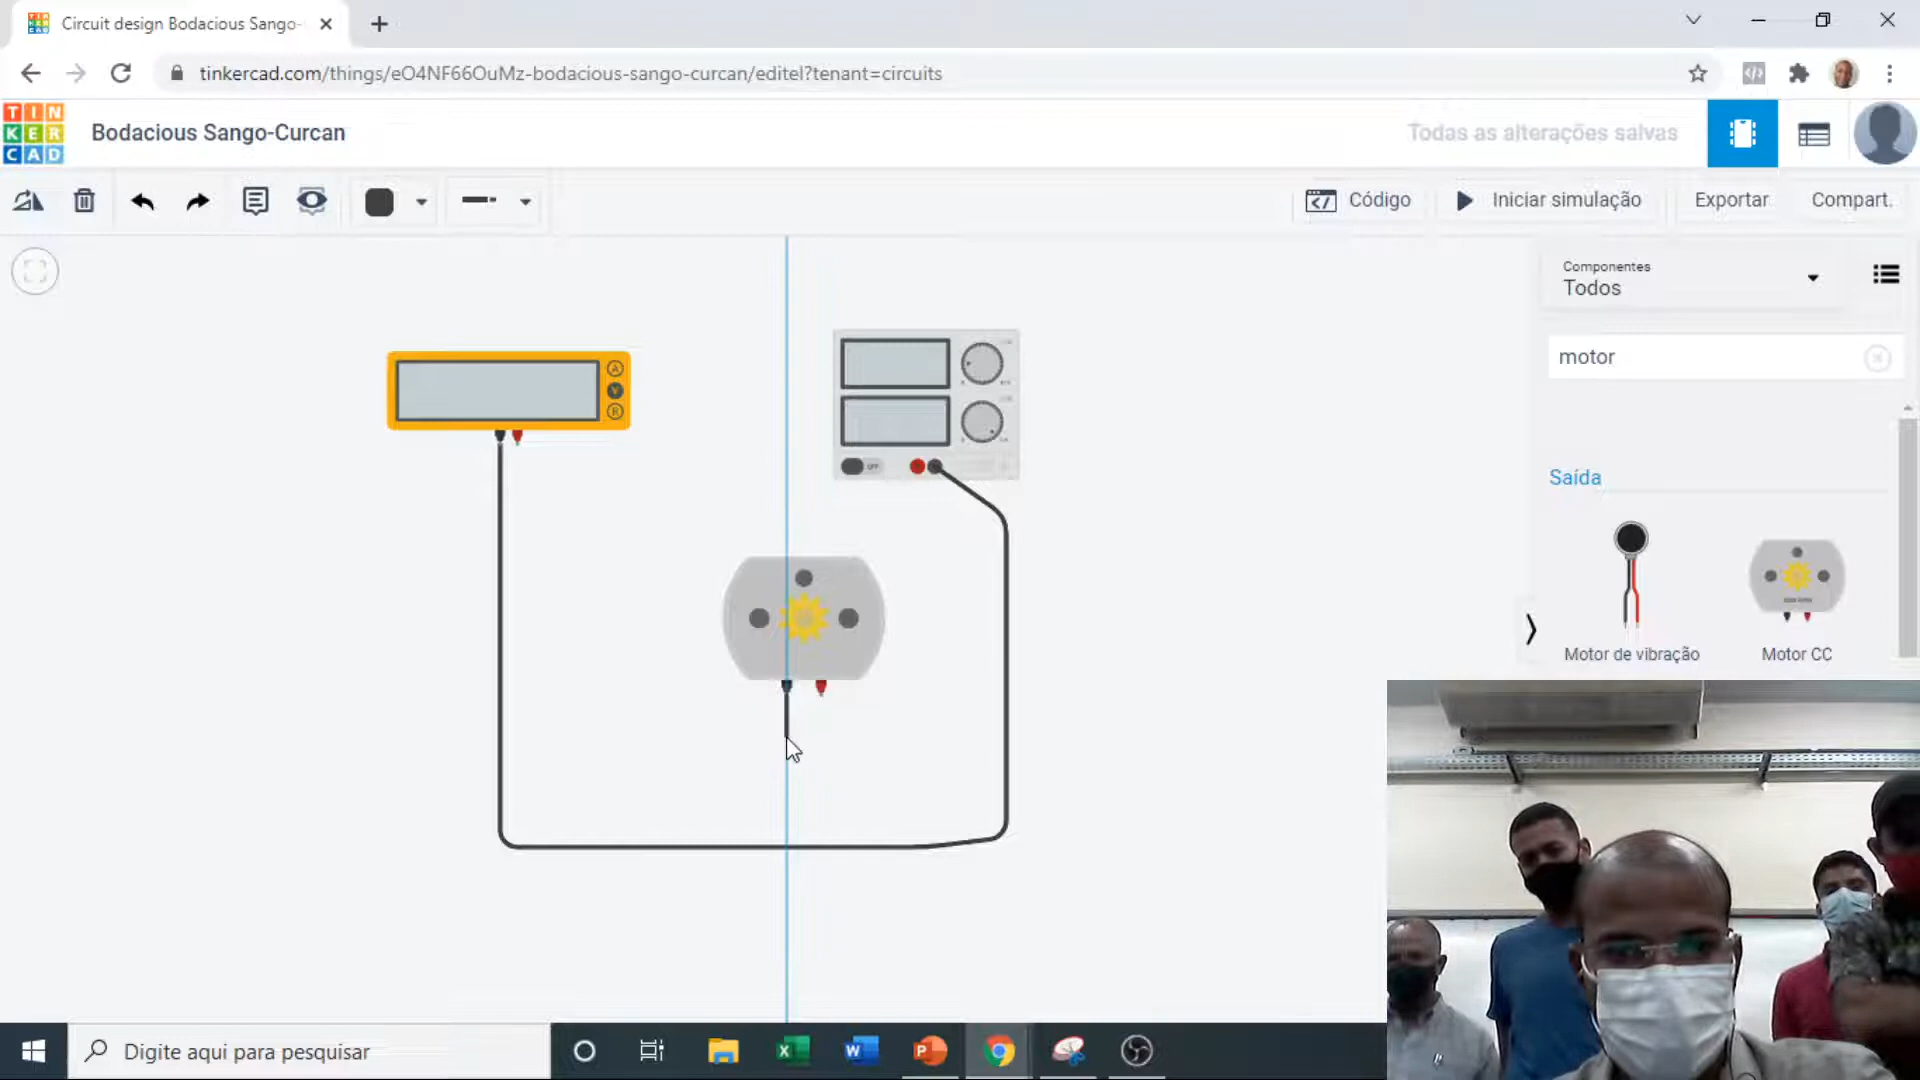 Circuit design Bodacious Sango-
tinkercad.com/things/eO4NF66OuMz-bodacious-sango-curcan/editel?tenant=circuits
TIN
KER
CAD
Bodacious Sango-Curcan
Todas as alterações salvas
Código
Iniciar simulação
Exportar
Compart.
Componentes
Todos
motor
A
V
R
OFF
Saída
Motor de vibração
Motor CC
Digite aqui para pesquisar